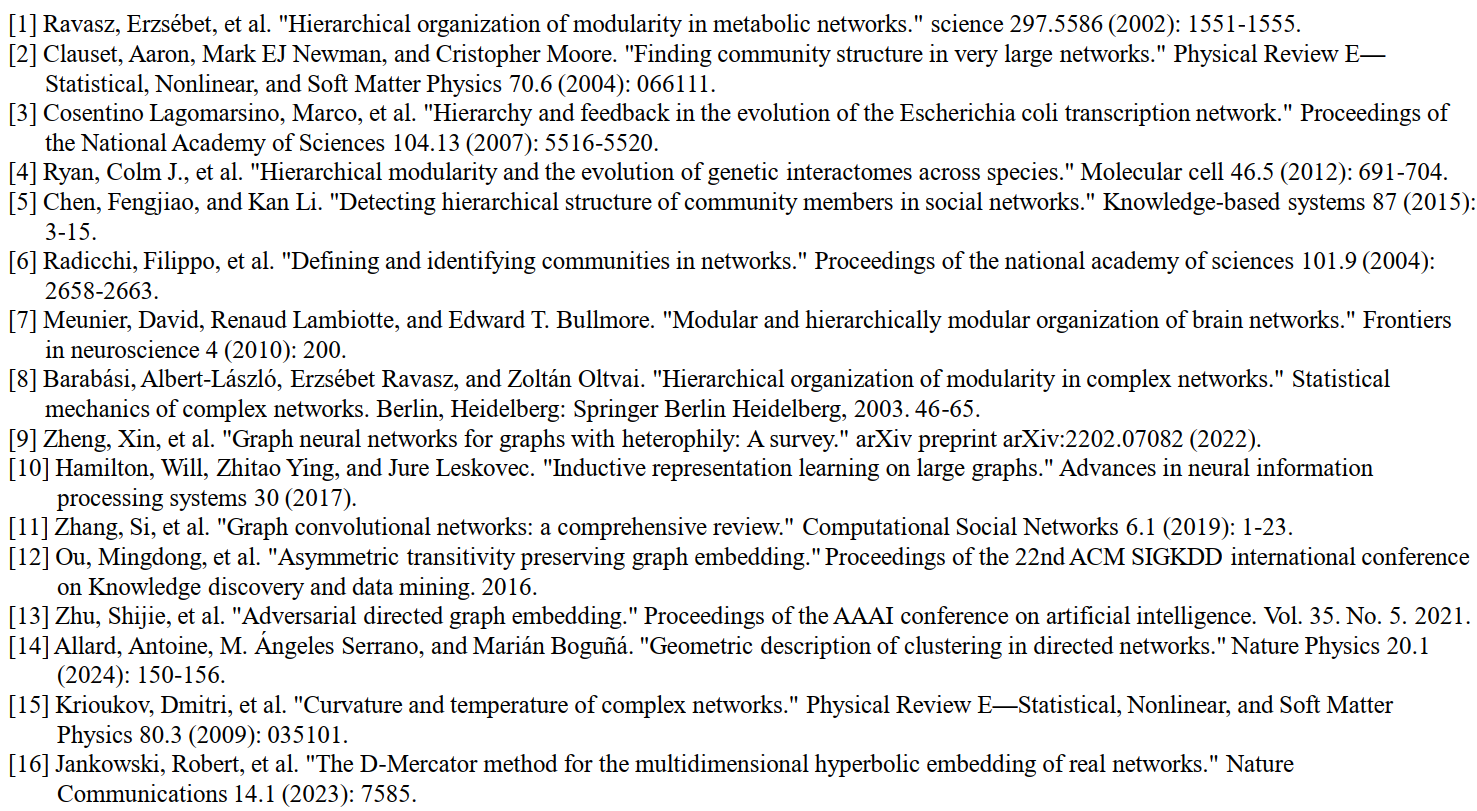 [1] Ravasz, Erzsébet, et al. "Hierarchical organization of modularity in metabolic networks." science 297.5586 (2002): 1551-1555.
[2] Clauset, Aaron, Mark EJ Newman, and Cristopher Moore. "Finding community structure in very large networks." Physical Review E—
Statistical, Nonlinear, and Soft Matter Physics 70.6 (2004): 066111.
[3] Cosentino Lagomarsino, Marco, et al. "Hierarchy and feedback in the evolution of the Escherichia coli transcription network." Proceedings of
the National Academy of Sciences 104.13 (2007): 5516-5520.
[4] Ryan, Colm J., et al. "Hierarchical modularity and the evolution of genetic interactomes across species." Molecular cell 46.5 (2012): 691-704.
[5] Chen, Fengjiao, and Kan Li. "Detecting hierarchical structure of community members in social networks." Knowledge-based systems 87 (2015):
3-15.
[6] Radicchi, Filippo, et al. "Defining and identifying communities in networks." Proceedings of the national academy of sciences 101.9 (2004):
2658-2663.
[7] Meunier, David, Renaud Lambiotte, and Edward T. Bullmore. "Modular and hierarchically modular organization of brain networks." Frontiers
in neuroscience 4 (2010): 200.
[8] Barabási, Albert-László, Erzsébet Ravasz, and Zoltán Oltvai. "Hierarchical organization of modularity in complex networks." Statistical
mechanics of complex networks. Berlin, Heidelberg: Springer Berlin Heidelberg, 2003. 46-65.
[9] Zheng, Xin, et al. "Graph neural networks for graphs with heterophily: A survey." arXiv preprint arXiv:2202.07082 (2022).
[10] Hamilton, Will, Zhitao Ying, and Jure Leskovec. "Inductive representation learning on large graphs." Advances in neural information
processing systems 30 (2017).
[11] Zhang, Si, et al. "Graph convolutional networks: a comprehensive review." Computational Social Networks 6.1 (2019): 1-23.
[12] Ou, Mingdong, et al. "Asymmetric transitivity preserving graph embedding." Proceedings of the 22nd ACM SIGKDD international conference
on Knowledge discovery and data mining. 2016.
[13] Zhu, Shijie, et al. "Adversarial directed graph embedding." Proceedings of the AAAI conference on artificial intelligence. Vol. 35. No. 5. 2021.
[14] Allard, Antoine, M. Ángeles Serrano, and Marián Boguñá. "Geometric description of clustering in directed networks." Nature Physics 20.1
(2024): 150-156.
[15] Krioukov, Dmitri, et al. "Curvature and temperature of complex networks." Physical Review E—Statistical, Nonlinear, and Soft Matter
Physics 80.3 (2009): 035101.
[16] Jankowski, Robert, et al. "The D-Mercator method for the multidimensional hyperbolic embedding of real networks." Nature
Communications 14.1 (2023): 7585.